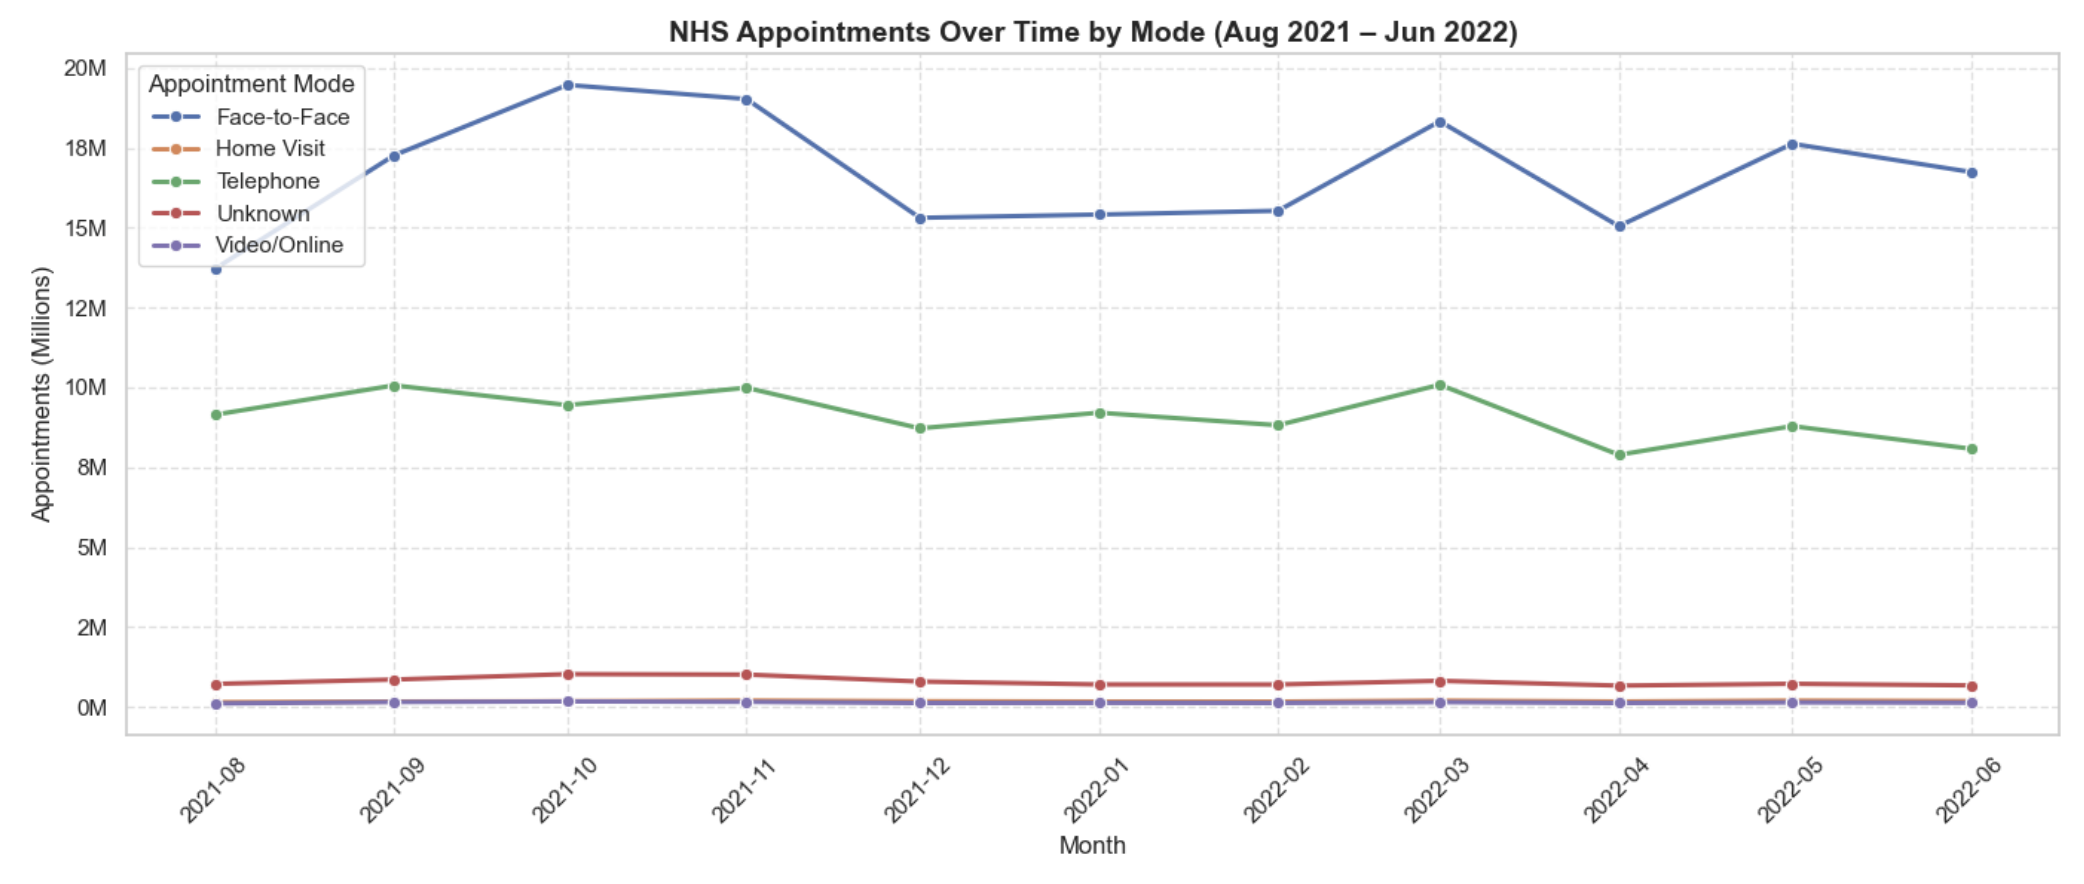 NHS Appointments Over Time by Mode (Aug 2021 – Jun 2022)
Appointment Mode
Face-to-Face
Home Visit
Telephone
Unknown
Video/Online
Appointments (Millions)
20M
18M
15M
12M
10M
8M
5M
2M
0M
2021-08
2021-09
2021-10
2021-11
2021-12
2022-01
2022-02
2022-03
2022-04
2022-05
2022-06
Month